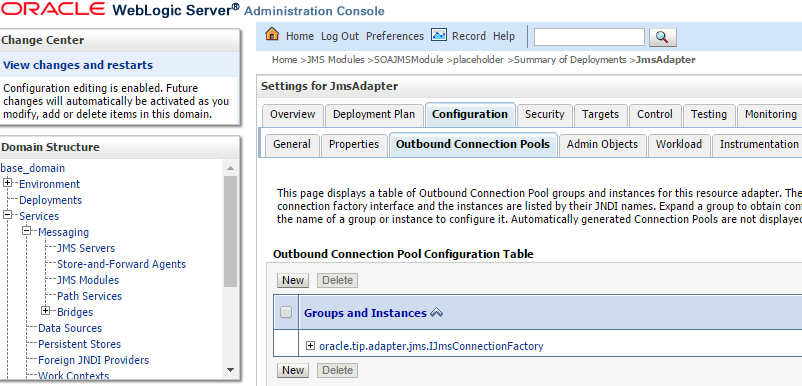 ORACLE WebLogic Server® Administration Console
Change Center
View changes and restarts
Configuration editing is enabled. Future
changes will automatically be activated as you
modify, add or delete items in this domain.
Domain Structure
base_domain
Environment
Deployments
Services
Messaging
JMS Servers
Store-and-Forward Agents
JMS Modules
Path Services
Bridges
Data Sources
Persistent Stores
Foreign JNDI Providers
Work Contexts
Home Log Out Preferences Record Help
Home >JMS Modules >SOAJMSModule >placeholder >Summary of Deployments >JmsAdapter
Settings for JmsAdapter
Overview Deployment Plan Configuration Security Targets Control Testing Monitoring
General Properties Outbound Connection Pools Admin Objects Workload Instrumentation
This page displays a table of Outbound Connection Pool groups and instances for this resource adapter. The
connection factory interface and the instances are listed by their JNDI names. Expand a group to obtain con
the name of a group or instance to configure it. Automatically generated Connection Pools are not displayed
Outbound Connection Pool Configuration Table
New Delete
Groups and Instances
oracle.tip.adapter.jms.IJmsConnectionFactory
New Delete